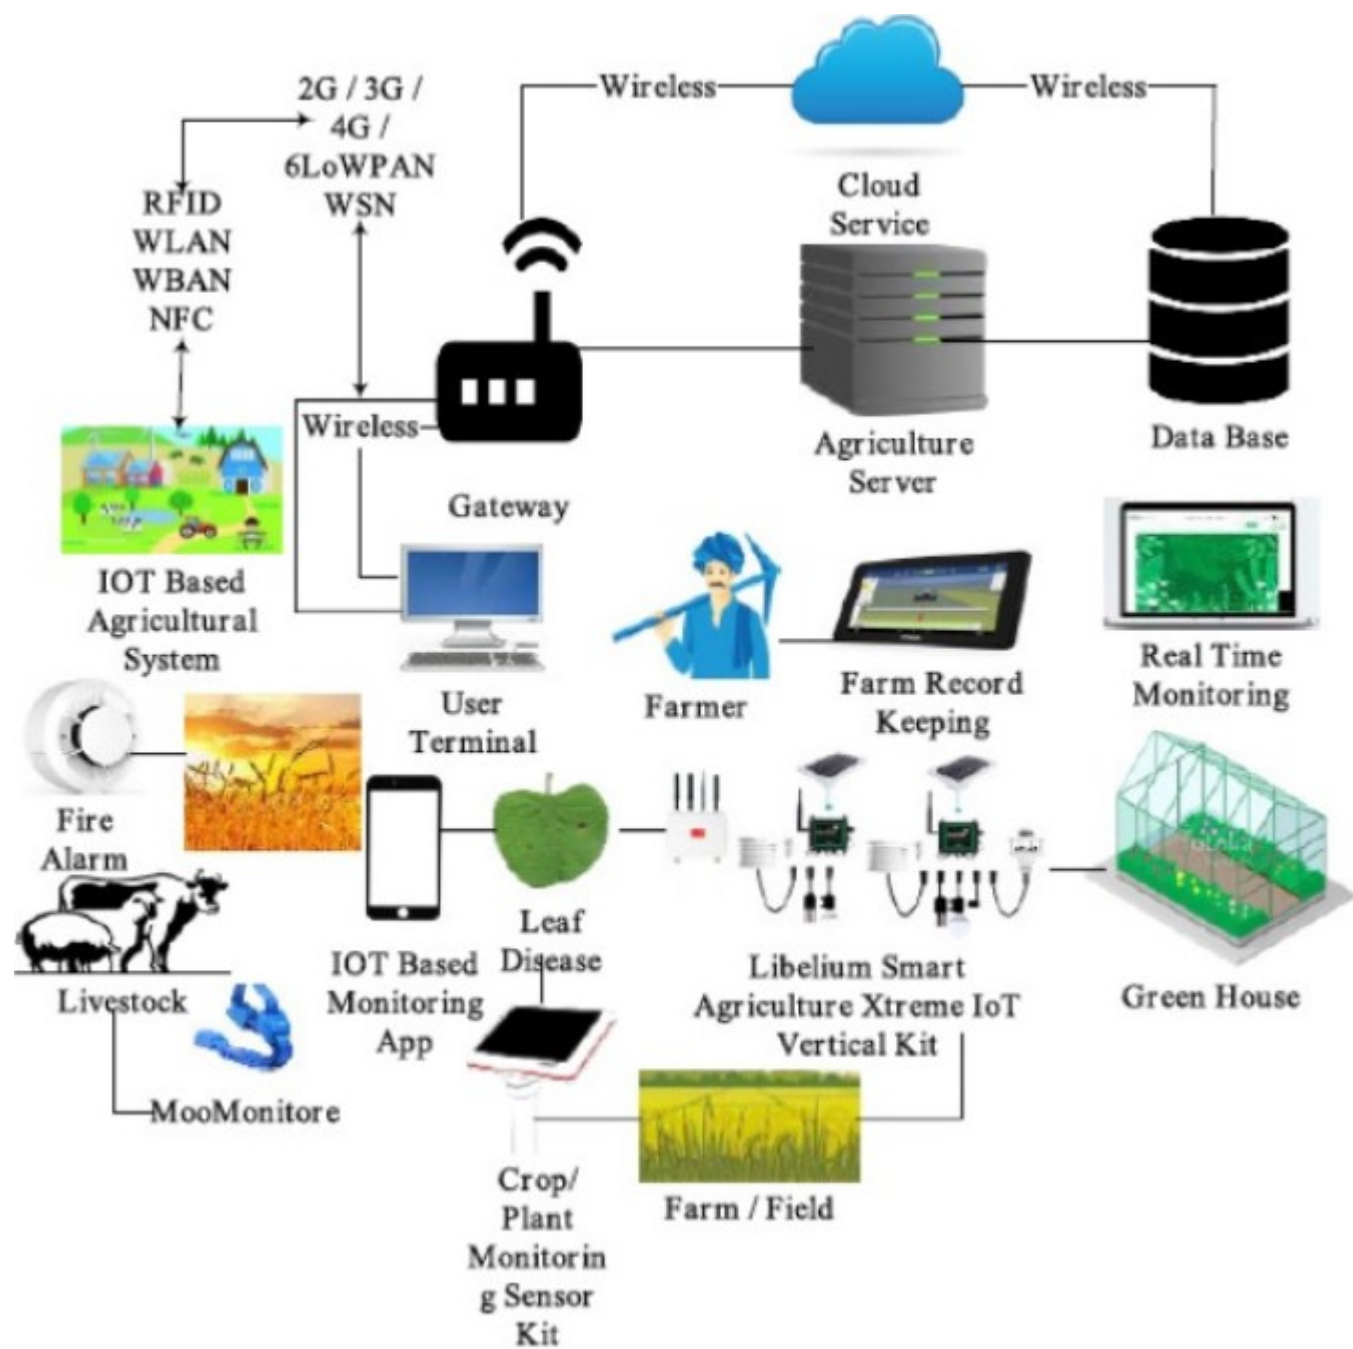 2G / 3G /
4G /
6LoWPAN
WSN
Wireless
Wireless
RFID
WLAN
WBAN
NFC
Cloud
Service
Wireless
Gateway
Agriculture
Server
Data Base
IOT Based
Agricultural
System
User
Terminal
Farmer
Farm Record
Keeping
Real Time
Monitoring
Fire
Alarm
Livestock
MooMonitore
IOT Based
Monitoring
App
Leaf
Disease
Libelium Smart
Agriculture Xtreme IoT
Vertical Kit
Green House
Crop/
Plant
Monitorin
g Sensor
Kit
Farm / Field